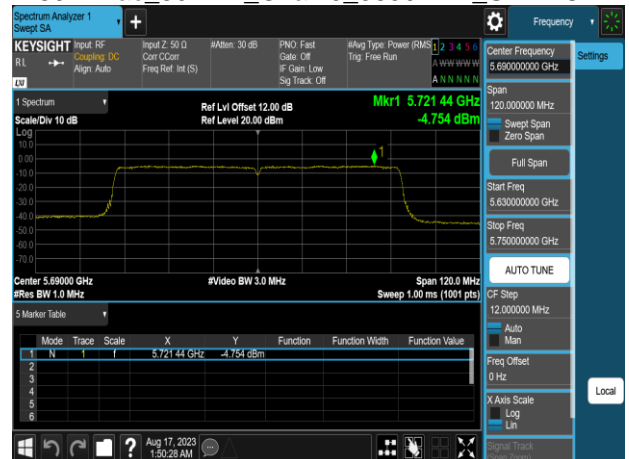 Spectrum Analyzer 1
Swept SA
Frequency
KEYSIGHT
Input: RF
Coupling: DC
Align: Auto
RL
LXI
Input Z: 50 Ω
Corr CCorr
Freq Ref: Int (S)
#Atten: 30 dB
PNO: Fast
Gate: Off
IF Gain: Low
Sig Track: Off
#Avg Type: Power (RMS
Trig: Free Run
1 2 3 4 5 6
A W W W W W
A N N N N N
1 Spectrum
Scale/Div 10 dB
Ref Lvl Offset 12.00 dB
Ref Level 20.00 dBm
Mkr1 5.721 44 GHz
-4.754 dBm
Log
10.0
0.00
-10.0
-20.0
-30.0
-40.0
-50.0
-60.0
-70.0
1
Center 5.69000 GHz
#Res BW 1.0 MHz
#Video BW 3.0 MHz
Span 120.0 MHz
Sweep 1.00 ms (1001 pts)
5 Marker Table
Mode Trace Scale X Y Function Function Width Function Value
1 N 1 f 5.721 44 GHz -4.754 dBm
2
3
4
5
6
Aug 17, 2023
1:50:28 AM
Center Frequency
5.690000000 GHz
Span
120.000000 MHz
Swept Span
Zero Span
Full Span
Start Freq
5.630000000 GHz
Stop Freq
5.750000000 GHz
AUTO TUNE
CF Step
12.000000 MHz
Auto
Man
Freq Offset
0 Hz
X Axis Scale
Log
Lin
Signal Track
(Span Zoom)
Settings
Local